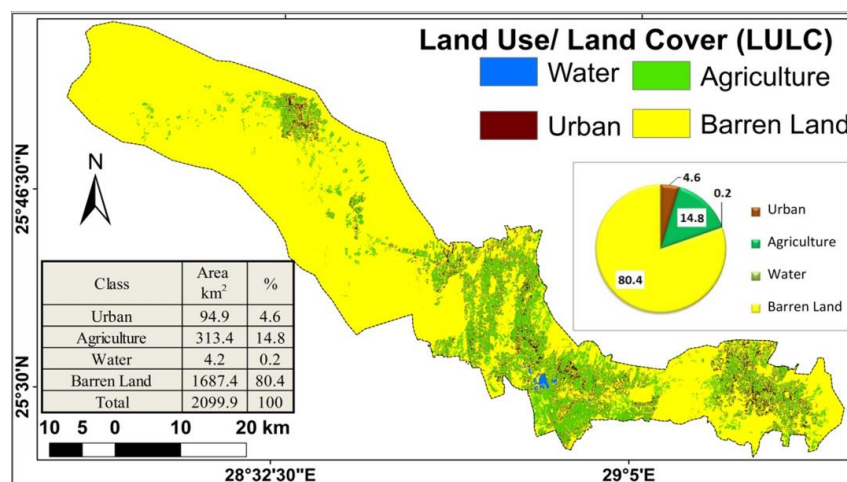 Land Use/ Land Cover (LULC)
Water
Agriculture
Urban
Barren Land
N
25°46'30"N
25°30'N
4.6
0.2
14.8
80.4
Urban
Agriculture
Water
Barren Land
Class Area km² %
Urban 94.9 4.6
Agriculture 313.4 14.8
Water 4.2 0.2
Barren Land 1687.4 80.4
Total 2099.9 100
10 5 0 10 20 km
28°32'30"E
29°5'E